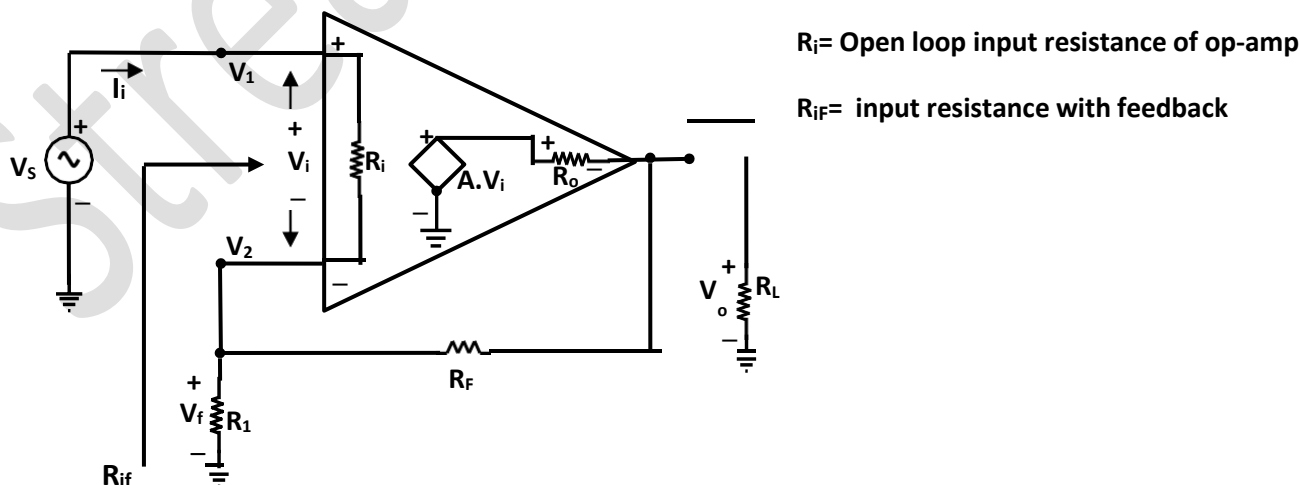 Rᵢ= Open loop input resistance of op-amp
RᵢF= input resistance with feedback
+
V₁
Iᵢ
+
VS
–
+
Vᵢ
–
Rᵢ
+
A.Vᵢ
–
+
Rₒ
–
V₂
–
+
Vₒ
–
RL
RF
+
Vf
–
R₁
Rif
Stre